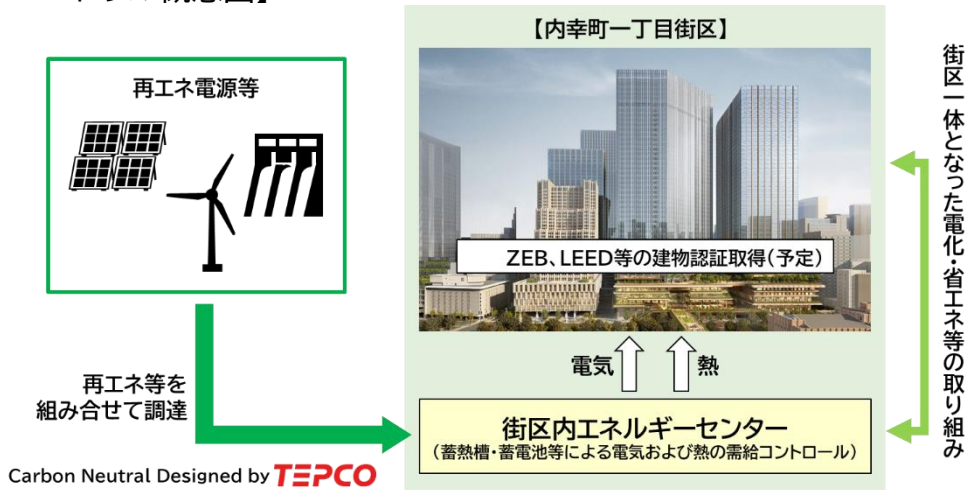 【内幸町一丁目街区】
再エネ電源等
ZEB、LEED等の建物認証取得(予定)
電気
熱
再エネ等を
組み合せて調達
街区内エネルギーセンター
(蓄熱槽・蓄電池等による電気および熱の需給コントロール)
街区一体となった電化・省エネ等の取り組み
Carbon Neutral Designed by TEPCO